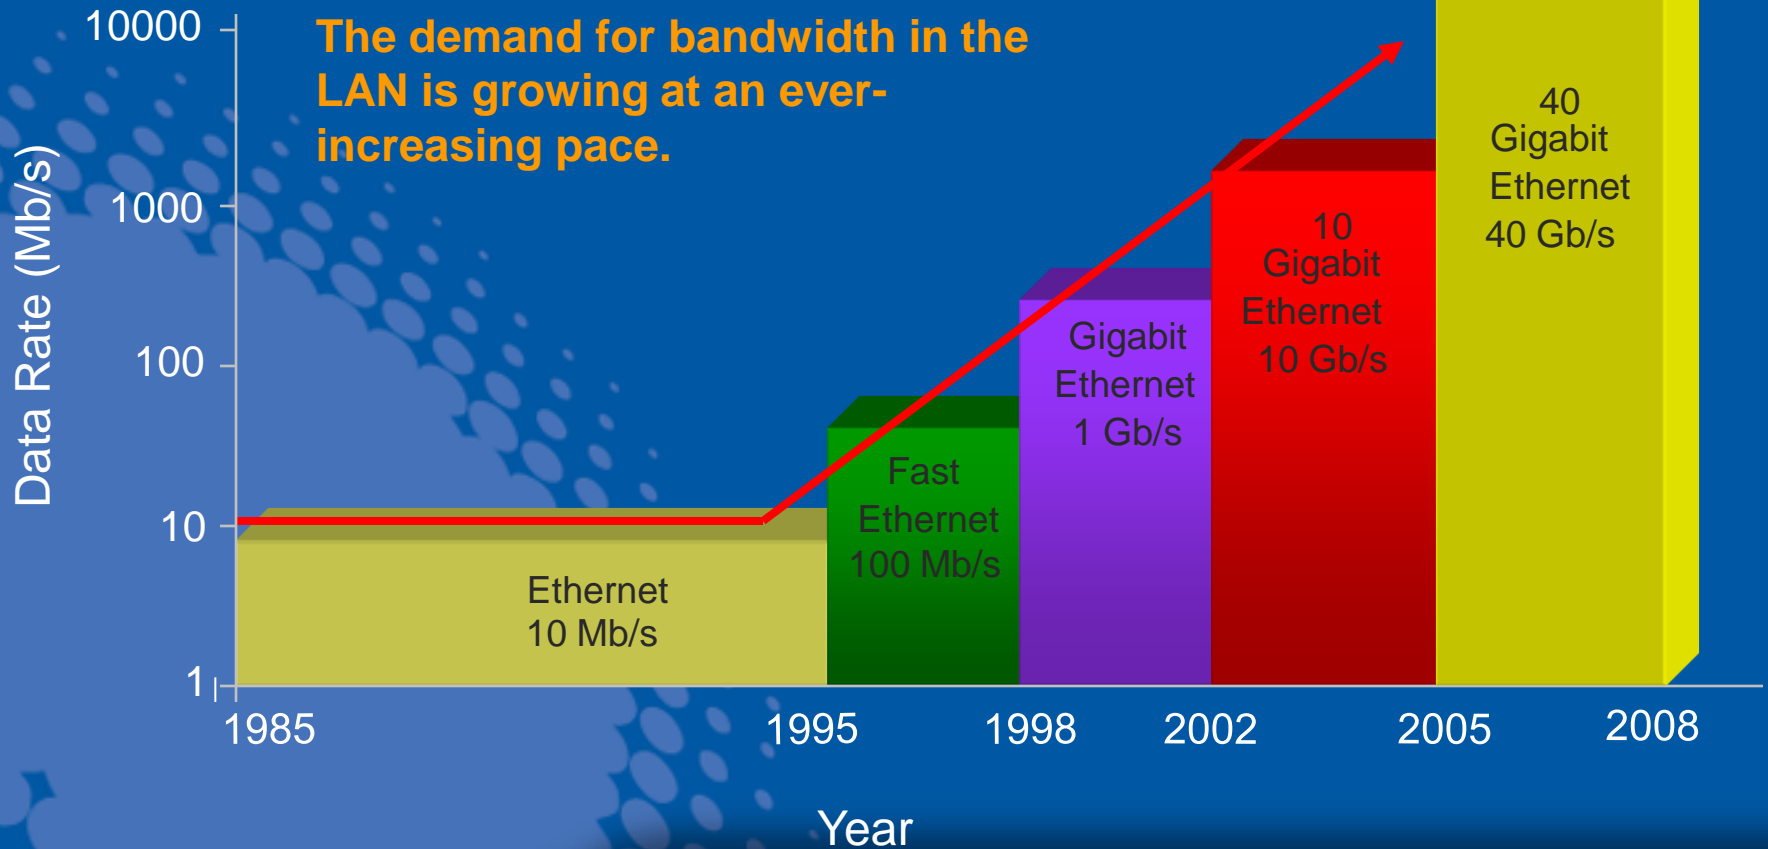 The demand for bandwidth in the
LAN is growing at an ever-
increasing pace.
Data Rate (Mb/s)
10000
1000
100
10
1
Ethernet
10 Mb/s
Fast
Ethernet
100 Mb/s
Gigabit
Ethernet
1 Gb/s
10
Gigabit
Ethernet
10 Gb/s
40
Gigabit
Ethernet
40 Gb/s
1985 1995 1998 2002 2005 2008
Year